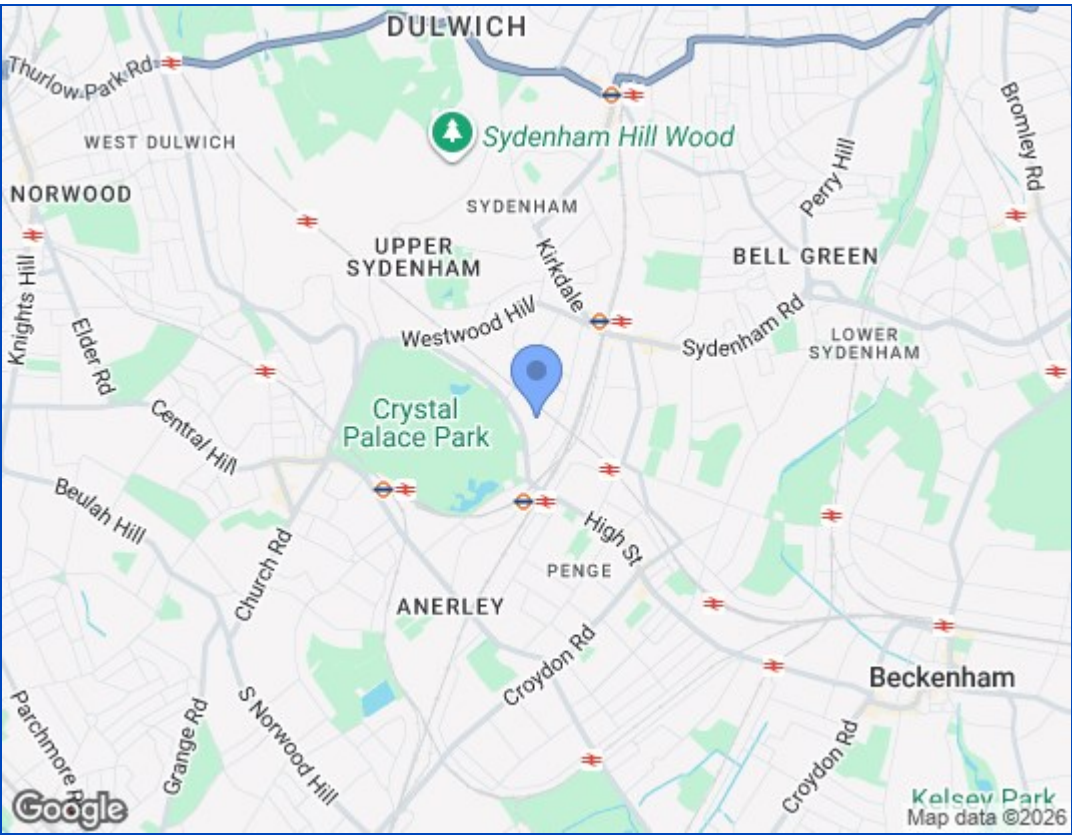 DULWICH
Thurlow Park Rd
WEST DULWICH
Sydenham Hill Wood
Bromley Rd
NORWOOD
SYDENHAM
Perry Hill
UPPER
SYDENHAM
Kirkdale
BELL GREEN
Knights Hill
Elder Rd
Westwood Hill
Sydenham Rd
LOWER
SYDENHAM
Crystal
Palace Park
Central Hill
Beulah Hill
High St
Church Rd
PENGE
ANERLEY
Croydon Rd
Beckenham
S Norwood Hill
Grange Rd
Parchmore Rd
Croydon Rd
Kelsey Park
Google
Map data ©2026